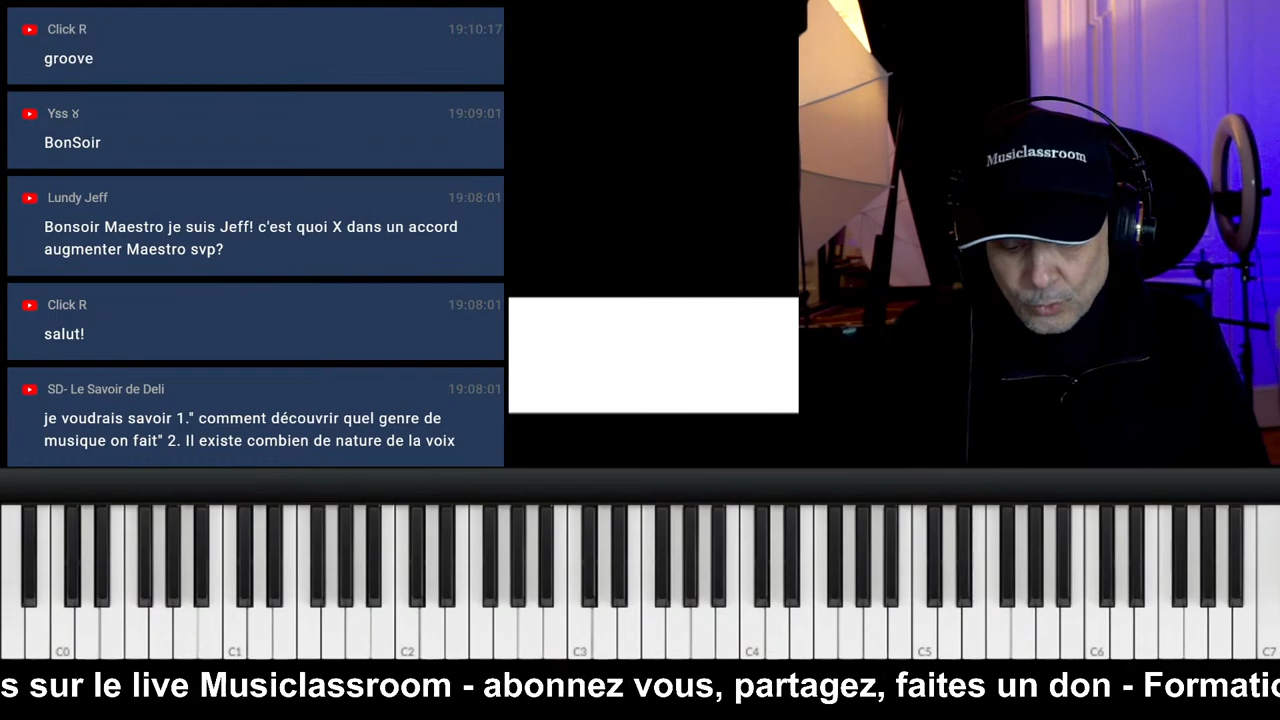 Click R 19:10:17
groove
Yss ४ 19:09:01
BonSoir
Lundy Jeff 19:08:01
Bonsoir Maestro je suis Jeff! c'est quoi X dans un accord
augmenter Maestro svp?
Click R 19:08:01
salut!
SD- Le Savoir de Deli 19:08:01
je voudrais savoir 1." comment découvrir quel genre de
musique on fait" 2. Il existe combien de nature de la voix
Musiclassroom
C0 C1 C2 C3 C4 C5 C6 C7
s sur le live Musiclassroom - abonnez vous, partagez, faites un don - Formatio